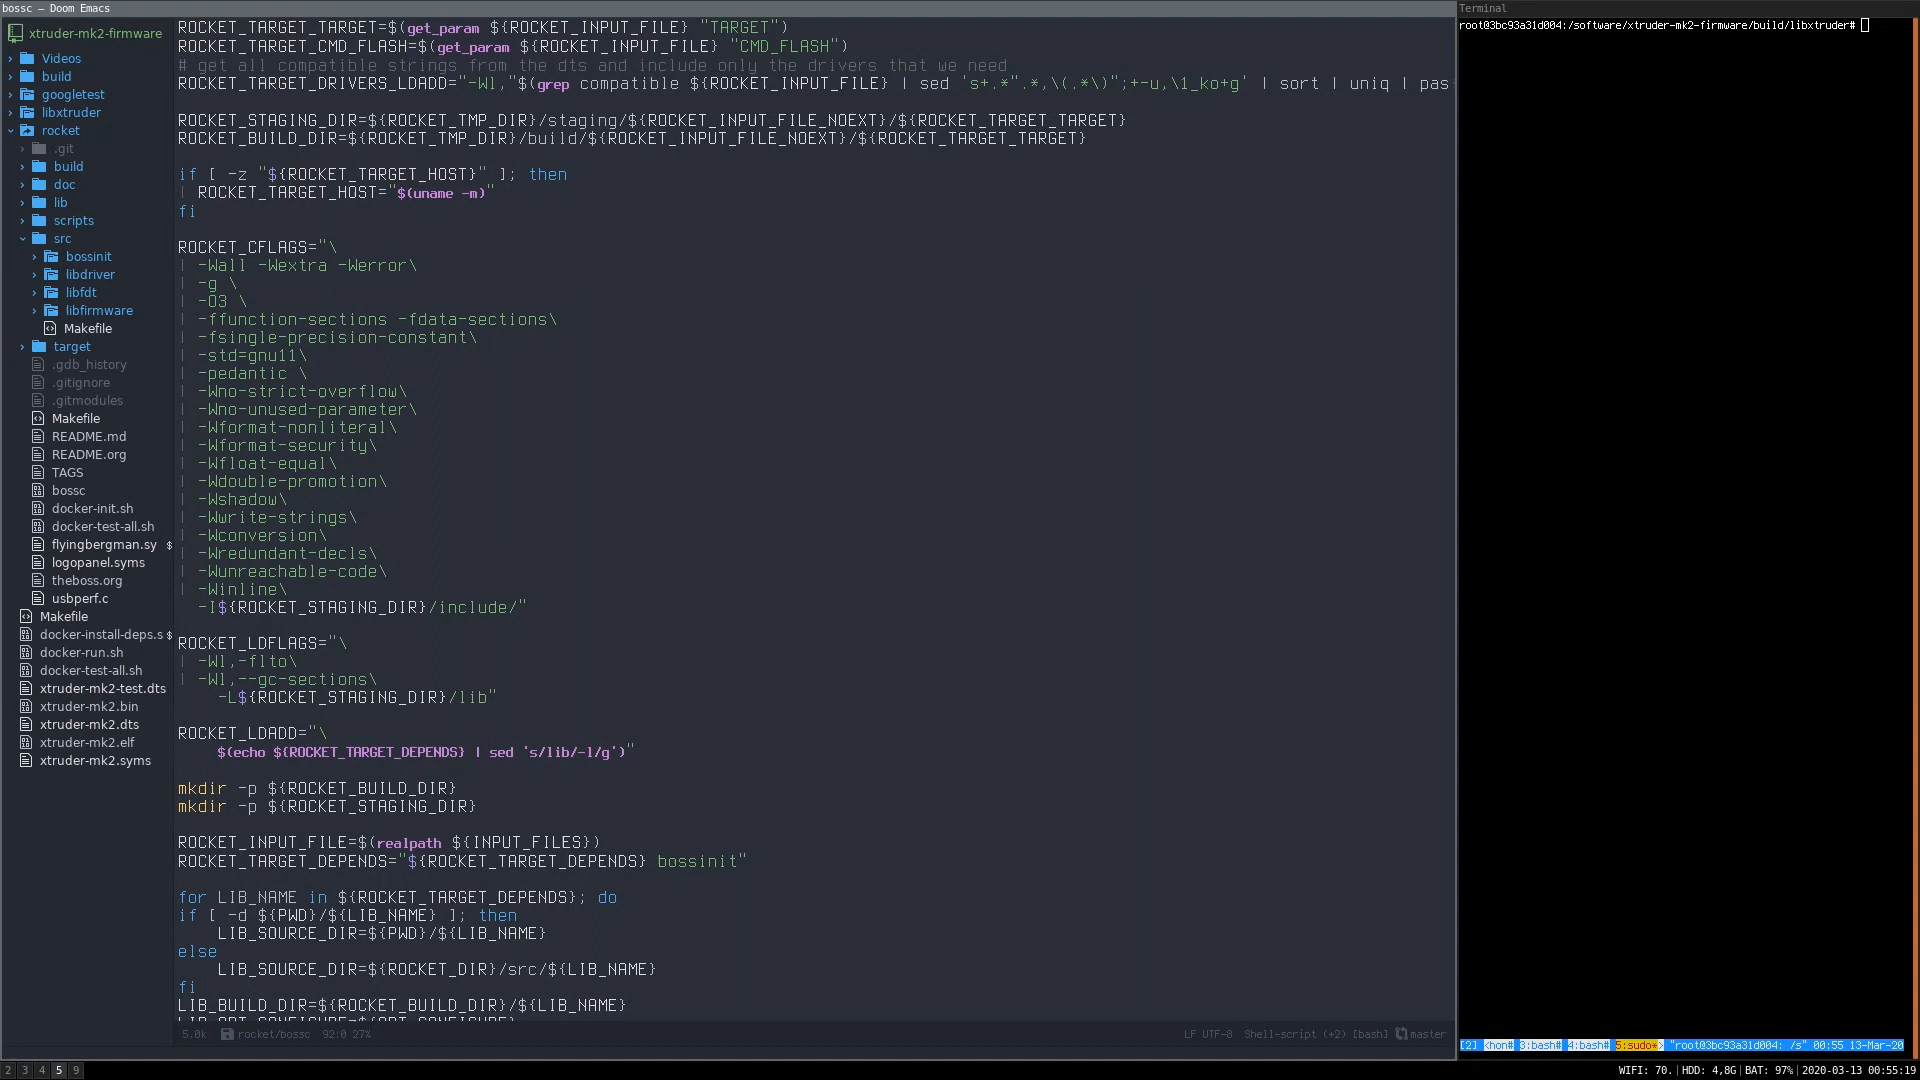 bossc – Doom Emacs
Terminal
xtruder-mk2-firmware
Videos
build
googletest
libxtruder
rocket
.git
build
doc
lib
scripts
src
bossinit
libdriver
libfdt
libfirmware
Makefile
target
.gdb_history
.gitignore
.gitmodules
Makefile
README.md
README.org
TAGS
bossc
docker-init.sh
docker-test-all.sh
flyingbergman.sy $
logopanel.syms
theboss.org
usbperf.c
Makefile
docker-install-deps.s $
docker-run.sh
docker-test-all.sh
xtruder-mk2-test.dts
xtruder-mk2.bin
xtruder-mk2.dts
xtruder-mk2.elf
xtruder-mk2.syms
ROCKET_TARGET_TARGET=$(get_param ${ROCKET_INPUT_FILE} "TARGET")
ROCKET_TARGET_CMD_FLASH=$(get_param ${ROCKET_INPUT_FILE} "CMD_FLASH")
# get all compatible strings from the dts and include only the drivers that we need
ROCKET_TARGET_DRIVERS_LDADD="-Wl,"$(grep compatible ${ROCKET_INPUT_FILE} | sed 's+.*".*,\(.*\)";+-u,\1_ko+g' | sort | uniq | pas
ROCKET_STAGING_DIR=${ROCKET_TMP_DIR}/staging/${ROCKET_INPUT_FILE_NOEXT}/${ROCKET_TARGET_TARGET}
ROCKET_BUILD_DIR=${ROCKET_TMP_DIR}/build/${ROCKET_INPUT_FILE_NOEXT}/${ROCKET_TARGET_TARGET}
if [ -z "${ROCKET_TARGET_HOST}" ]; then
ROCKET_TARGET_HOST="$(uname -m)"
fi
ROCKET_CFLAGS="\
-Wall -Wextra -Werror\
-g \
-O3 \
-ffunction-sections -fdata-sections\
-fsingle-precision-constant\
-std=gnu11\
-pedantic \
-Wno-strict-overflow\
-Wno-unused-parameter\
-Wformat-nonliteral\
-Wformat-security\
-Wfloat-equal\
-Wdouble-promotion\
-Wshadow\
-Wwrite-strings\
-Wconversion\
-Wredundant-decls\
-Wunreachable-code\
-Winline\
-I${ROCKET_STAGING_DIR}/include/"
ROCKET_LDFLAGS="\
-Wl,-flto\
-Wl,--gc-sections\
-L${ROCKET_STAGING_DIR}/lib"
ROCKET_LDADD="\
$(echo ${ROCKET_TARGET_DEPENDS} | sed 's/lib/-l/g')"
mkdir -p ${ROCKET_BUILD_DIR}
mkdir -p ${ROCKET_STAGING_DIR}
ROCKET_INPUT_FILE=$(realpath ${INPUT_FILES})
ROCKET_TARGET_DEPENDS="${ROCKET_TARGET_DEPENDS} bossinit"
for LIB_NAME in ${ROCKET_TARGET_DEPENDS}; do
if [ -d ${PWD}/${LIB_NAME} ]; then
LIB_SOURCE_DIR=${PWD}/${LIB_NAME}
else
LIB_SOURCE_DIR=${ROCKET_DIR}/src/${LIB_NAME}
fi
LIB_BUILD_DIR=${ROCKET_BUILD_DIR}/${LIB_NAME}
5.0k rocket/bossc 92:0 27% LF UTF-8 Shell-script (+2) [bash] master
root@3bc93a31d004:/software/xtruder-mk2-firmware/build/libxtruder#
[2] <hon# 3:bash# 4:bash# 5:sudo*> "root@3bc93a31d004: /s" 00:55 13-Mar-20
2 3 4 5 9
WIFI: 70. | HDD: 4,8G | BAT: 97% | 2020-03-13 00:55:19